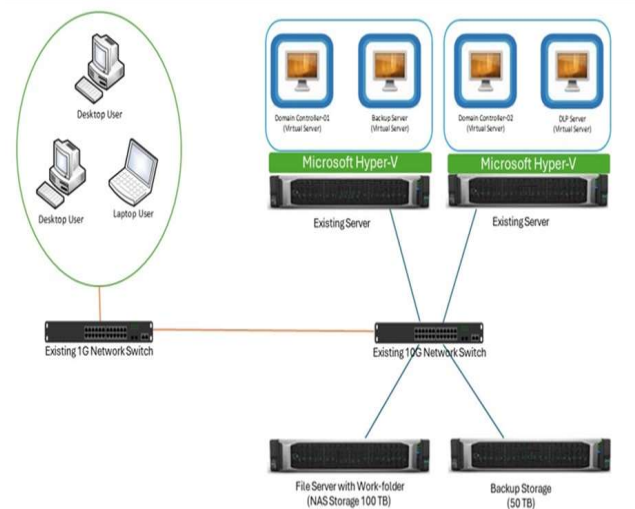 Desktop User
Desktop User
Laptop User
Domain Controller-01
(Virtual Server)
Backup Server
(Virtual Server)
Domain Controller-02
(Virtual Server)
DLP Server
(Virtual Server)
Microsoft Hyper-V
Microsoft Hyper-V
Existing Server
Existing Server
Existing 1G Network Switch
Existing 10G Network Switch
File Server with Work-folder
(NAS Storage 100 TB)
Backup Storage
(50 TB)